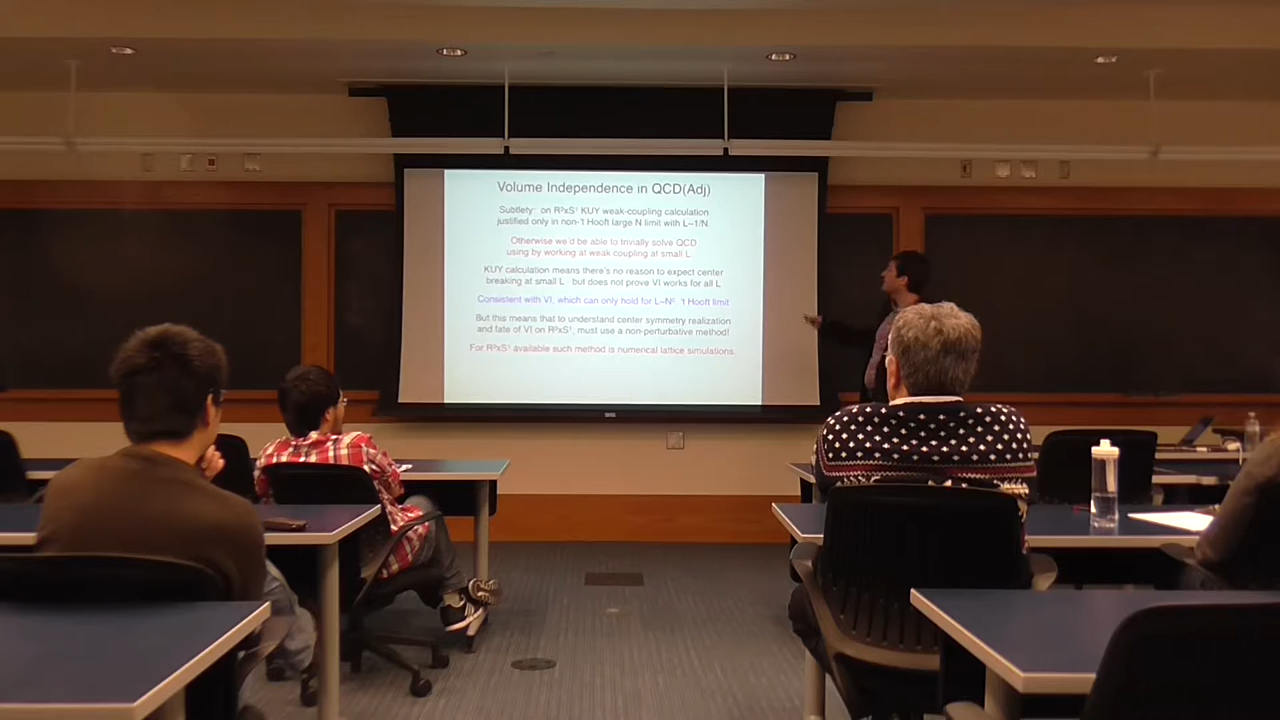 Volume Independence in QCD(Adj)
Subtlety: on R³xS¹ KUY weak-coupling calculation
justified only in non-'t Hooft large N limit with L~1/N.
Otherwise we'd be able to trivially solve QCD
using by working at weak coupling at small L.
KUY calculation means there's no reason to expect center
breaking at small L but does not prove VI works for all L
Consistent with VI, which can only hold for L~N⁰, 't Hooft limit
But this means that to understand center symmetry realization
and fate of VI on R³xS¹, must use a non-perturbative method!
For R³xS¹ available such method is numerical lattice simulations.